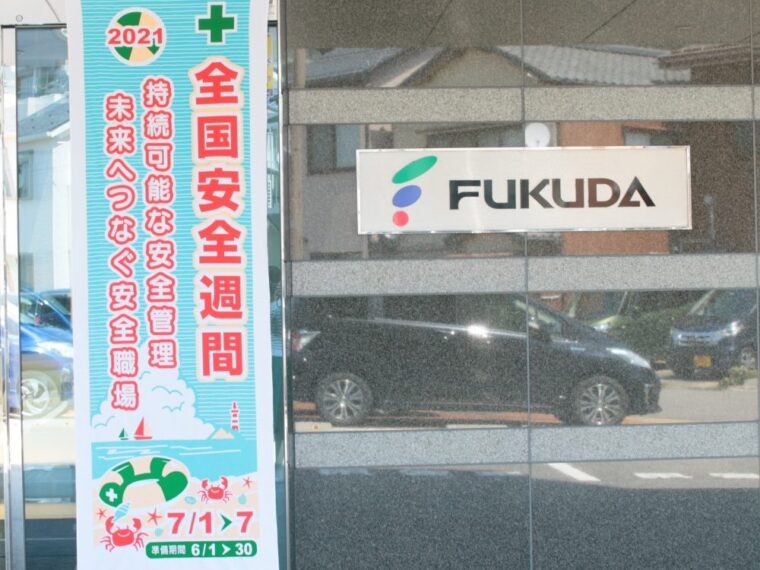 2021
全国安全週間
持続可能な安全管理
未来へつなぐ安全職場
7/1>7
準備期間 6/1>30
FUKUDA